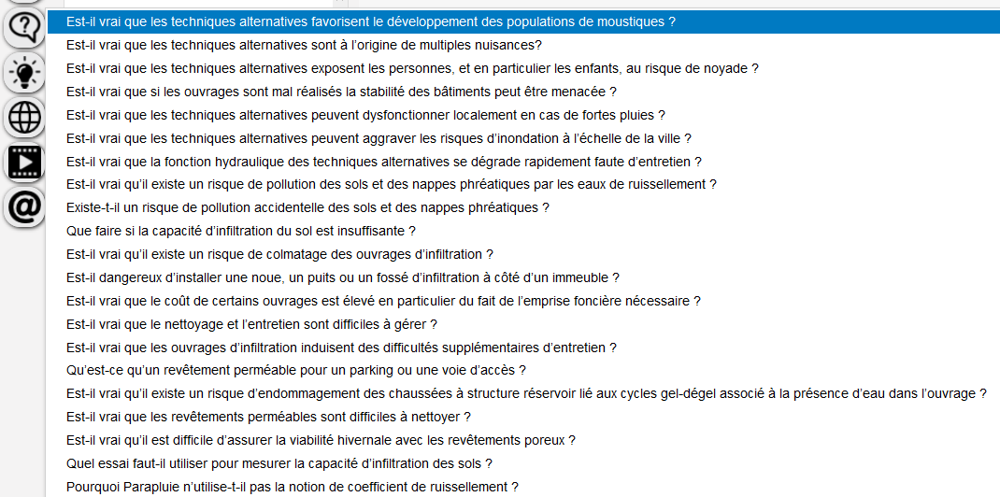 Est-il vrai que les techniques alternatives favorisent le développement des populations de moustiques ?
Est-il vrai que les techniques alternatives sont à l’origine de multiples nuisances?
Est-il vrai que les techniques alternatives exposent les personnes, et en particulier les enfants, au risque de noyade ?
Est-il vrai que si les ouvrages sont mal réalisés la stabilité des bâtiments peut être menacée ?
Est-il vrai que les techniques alternatives peuvent dysfonctionner localement en cas de fortes pluies ?
Est-il vrai que les techniques alternatives peuvent aggraver les risques d’inondation à l’échelle de la ville ?
Est-il vrai que la fonction hydraulique des techniques alternatives se dégrade rapidement faute d’entretien ?
Est-il vrai qu’il existe un risque de pollution des sols et des nappes phréatiques par les eaux de ruissellement ?
Existe-t-il un risque de pollution accidentelle des sols et des nappes phréatiques ?
Que faire si la capacité d’infiltration du sol est insuffisante ?
Est-il vrai qu’il existe un risque de colmatage des ouvrages d’infiltration ?
Est-il dangereux d’installer une noue, un puits ou un fossé d’infiltration à côté d’un immeuble ?
Est-il vrai que le coût de certains ouvrages est élevé en particulier du fait de l’emprise foncière nécessaire ?
Est-il vrai que le nettoyage et l’entretien sont difficiles à gérer ?
Est-il vrai que les ouvrages d’infiltration induisent des difficultés supplémentaires d’entretien ?
Qu’est-ce qu’un revêtement perméable pour un parking ou une voie d’accès ?
Est-il vrai qu’il existe un risque d’endommagement des chaussées à structure réservoir lié aux cycles gel-dégel associé à la présence d’eau dans l’ouvrage ?
Est-il vrai que les revêtements perméables sont difficiles à nettoyer ?
Est-il vrai qu’il est difficile d’assurer la viabilité hivernale avec les revêtements poreux ?
Quel essai faut-il utiliser pour mesurer la capacité d’infiltration des sols ?
Pourquoi Parapluie n’utilise-t-il pas la notion de coefficient de ruissellement ?